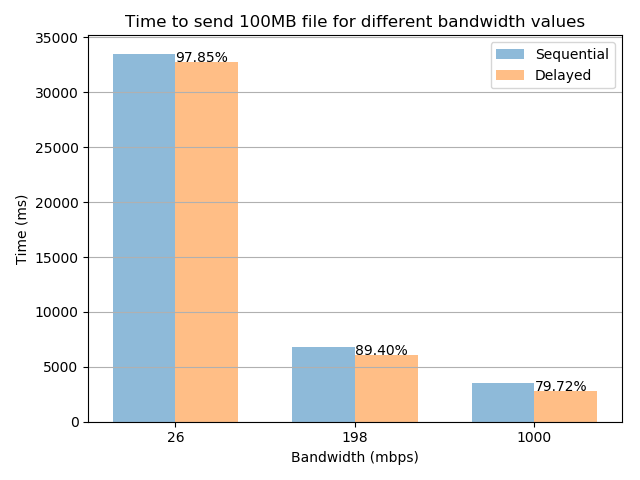 Time to send 100MB file for different bandwidth values
35000
30000
25000
20000
15000
10000
5000
0
Time (ms)
97.85%
89.40%
79.72%
Sequential
Delayed
26
198
1000
Bandwidth (mbps)